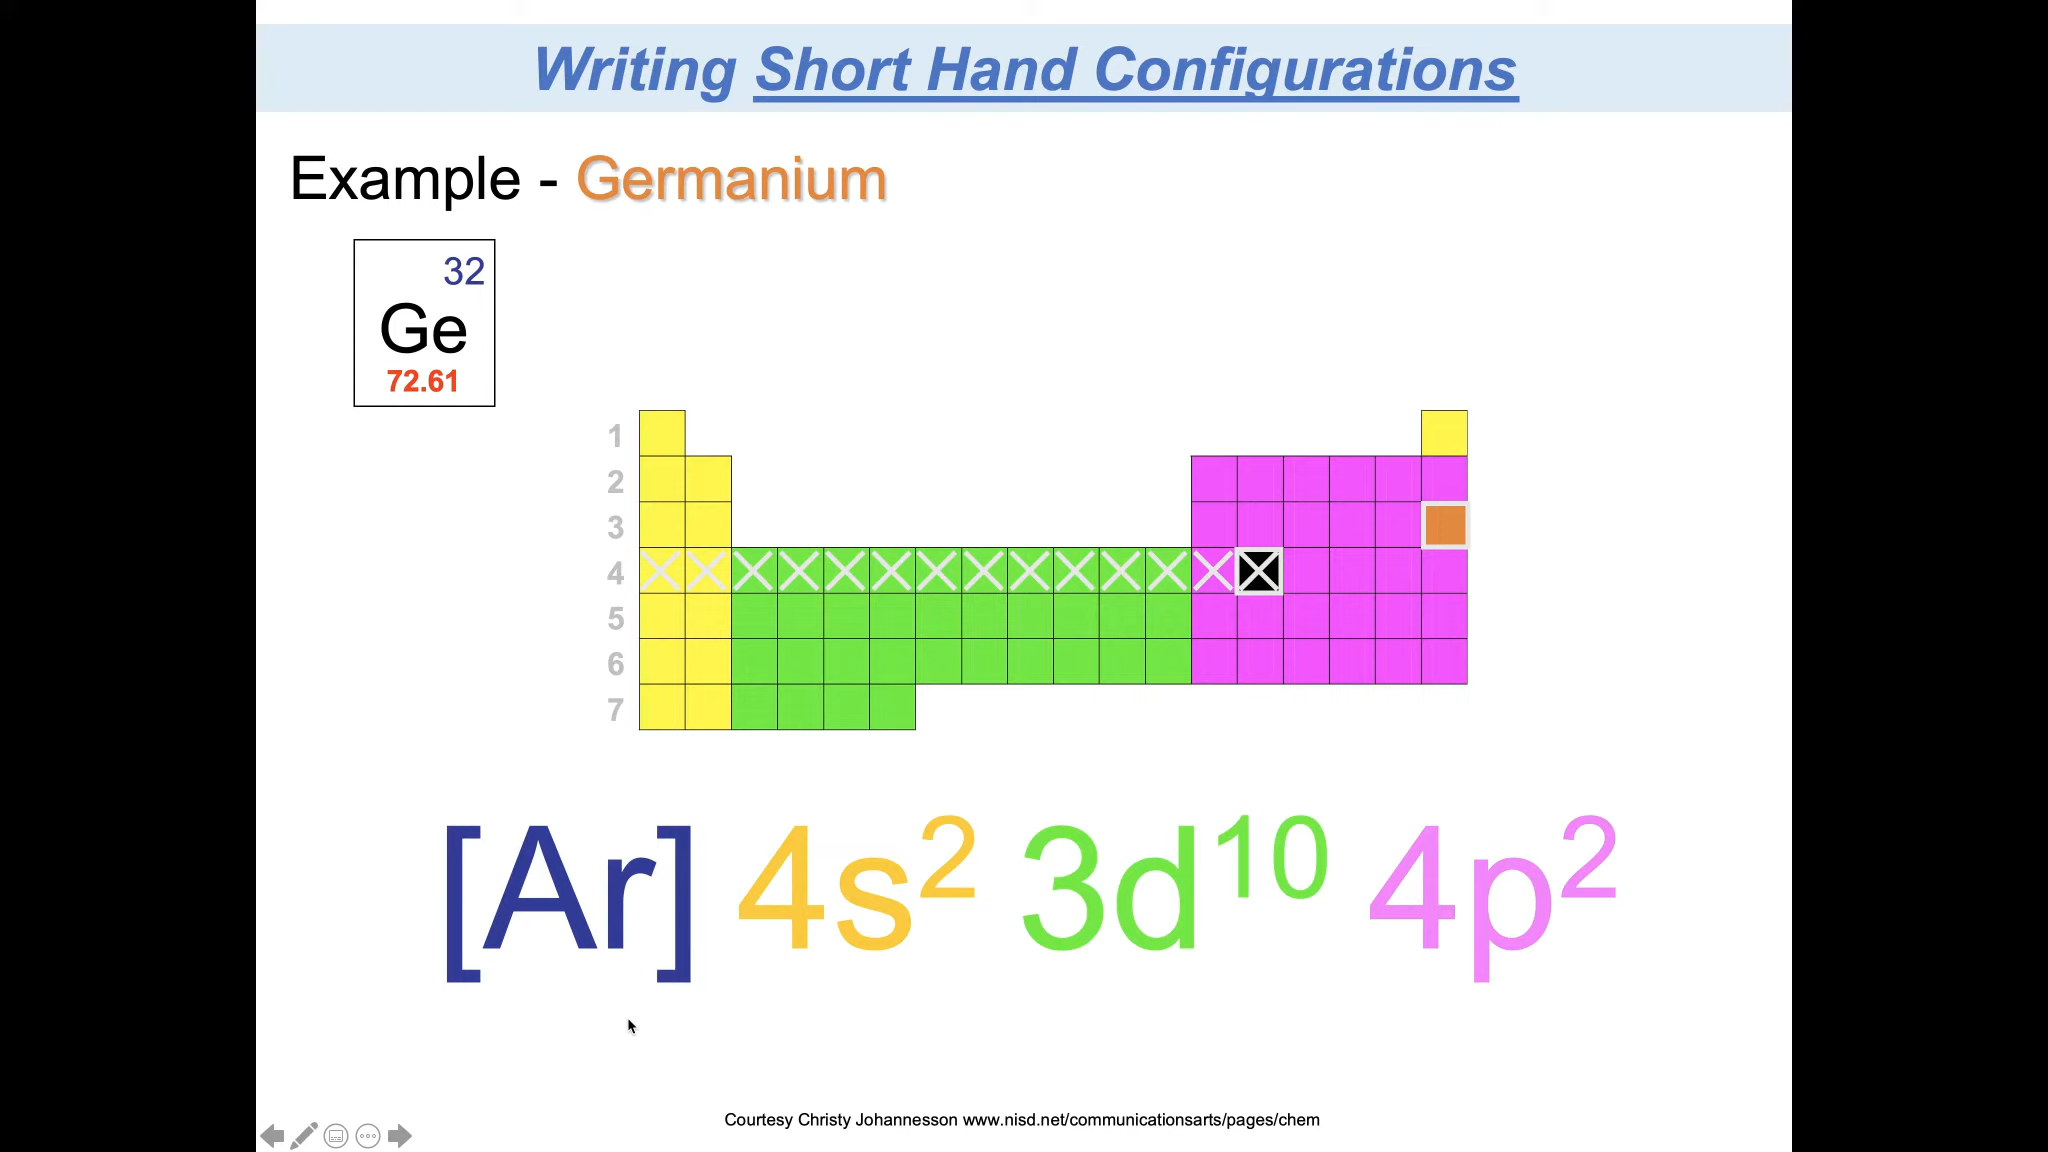 Writing Short Hand Configurations
Example - Germanium
32
Ge
72.61
1
2
3
4
5
6
7
[Ar] 4s² 3d¹⁰ 4p²
Courtesy Christy Johannesson www.nisd.net/communicationsarts/pages/chem